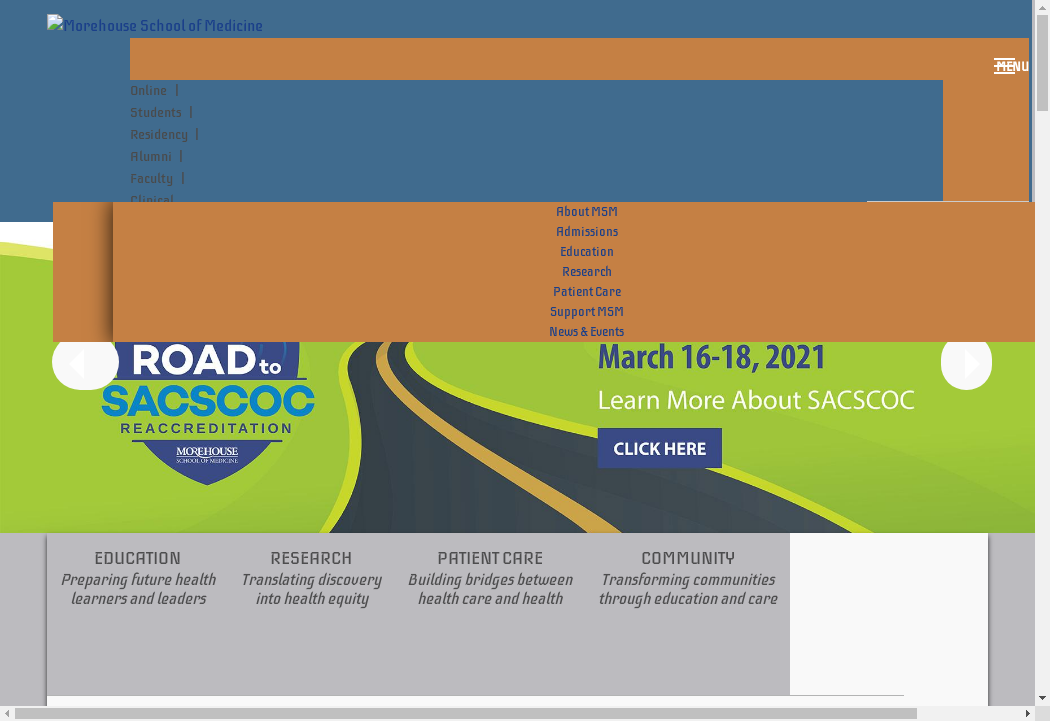 Morehouse School of Medicine
MENU
Online |
Students |
Residency |
Alumni |
Faculty |
Clinical
About MSM
Admissions
Education
Research
Patient Care
Support MSM
News & Events
ROAD to
SACSCOC
REACCREDITATION
MOREHOUSE
SCHOOL OF MEDICINE
March 16-18, 2021
Learn More About SACSCOC
CLICK HERE
EDUCATION
Preparing future health
learners and leaders
RESEARCH
Translating discovery
into health equity
PATIENT CARE
Building bridges between
health care and health
COMMUNITY
Transforming communities
through education and care